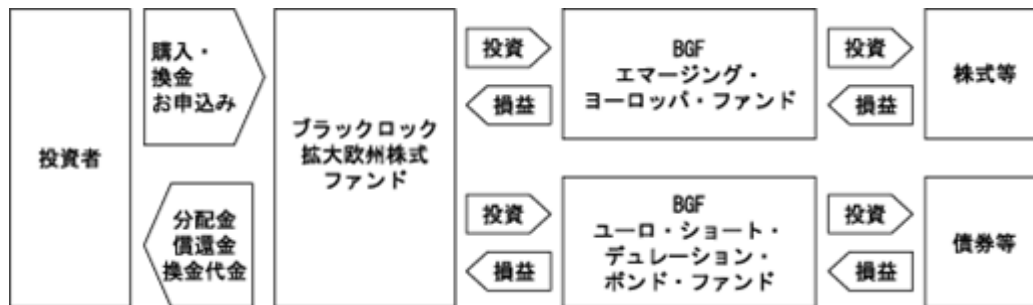 投資者
購入・
換金
お申込み
分配金
償還金
換金代金
ブラックロック
拡大欧州株式
ファンド
投資
損益
BGF
エマージング・
ヨーロッパ・ファンド
投資
損益
株式等
投資
損益
BGF
ユーロ・ショート・
デュレーション・
ボンド・ファンド
投資
損益
債券等